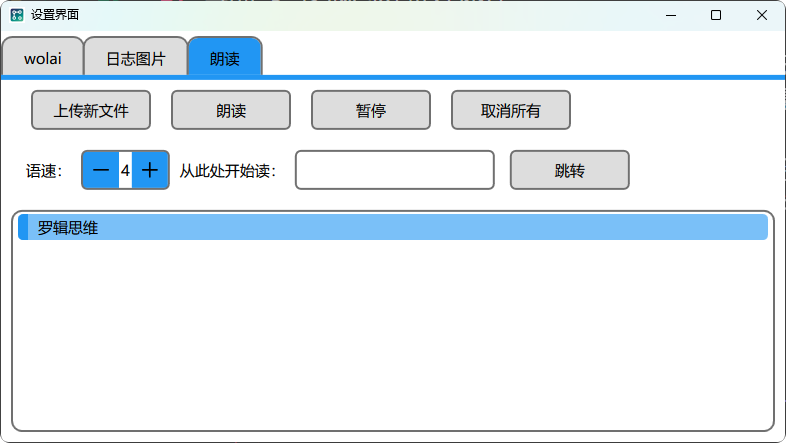 设置界面
wolai 日志图片 朗读
上传新文件 朗读 暂停 取消所有
语速： 4 从此处开始读： 跳转
罗辑思维